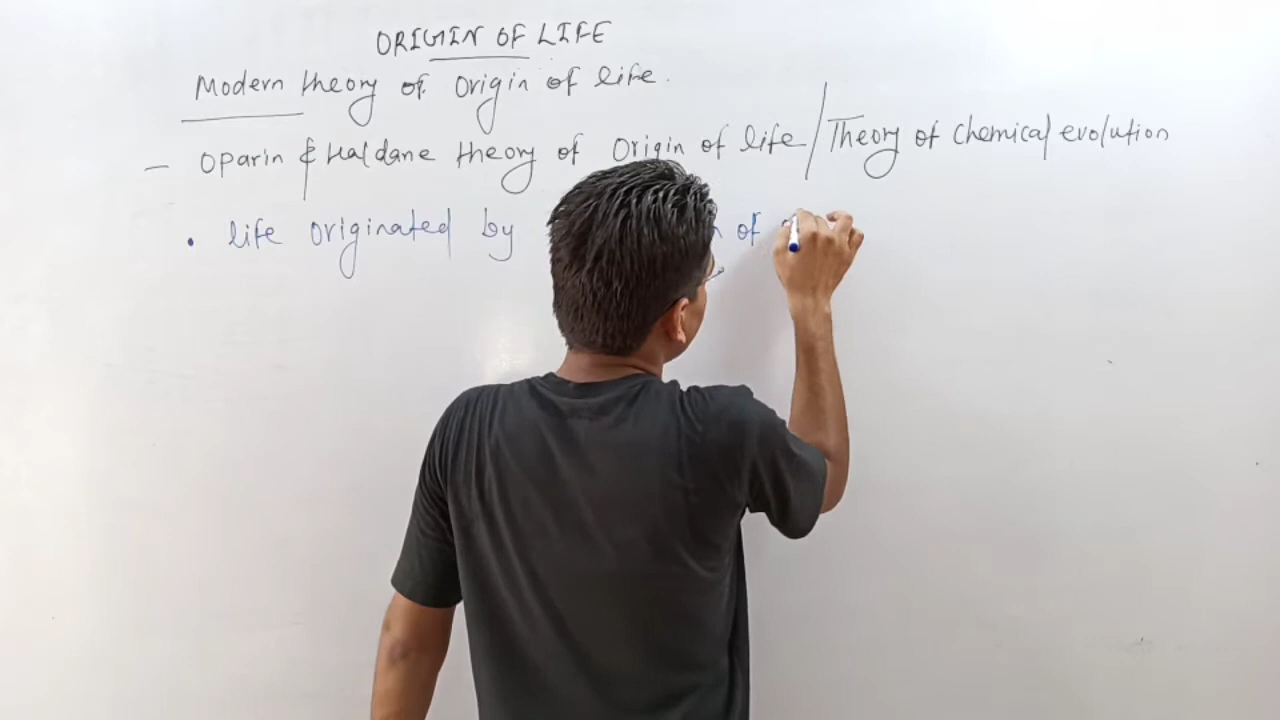 ORIGIN OF LIFE
Modern theory of Origin of life.
- Oparin & Haldane theory of Origin of life / Theory of Chemical evolution
• life originated by of